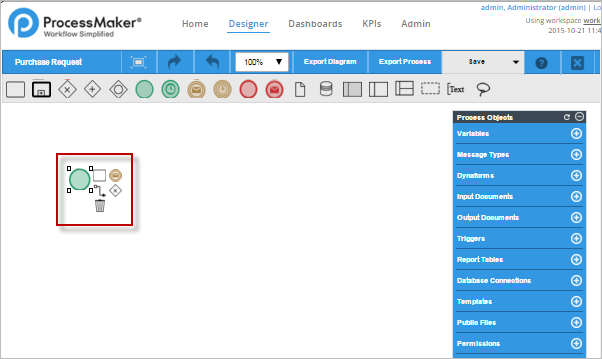 admin, Administrator (admin) | Lo
ProcessMaker®
Workflow Simplified
Home
Designer
Dashboards
KPIs
Admin
Using workspace work
2015-10-21 11:4
Purchase Request
100%
Export Diagram
Export Process
Save
?
Text
Process Objects
Variables
Message Types
Dynaforms
Input Documents
Output Documents
Triggers
Report Tables
Database Connections
Templates
Public Files
Permissions